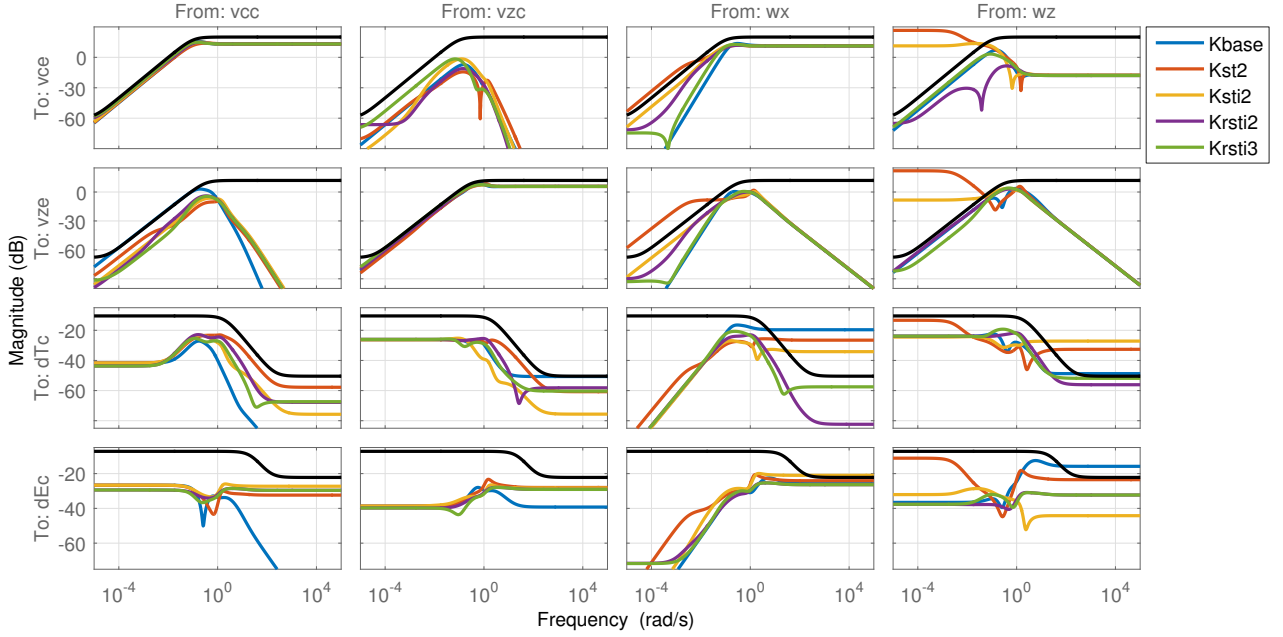 From: vcc
From: vzc
From: wx
From: wz
Kbase
Kst2
Ksti2
Krsti2
Krsti3
Magnitude (dB)
To: vce
0
-30
-60
To: vze
0
-30
-60
To: dTc
-20
-40
-60
To: dEc
-20
-40
-60
10^-4 10^0 10^4
10^-4 10^0 10^4
10^-4 10^0 10^4
10^-4 10^0 10^4
Frequency (rad/s)